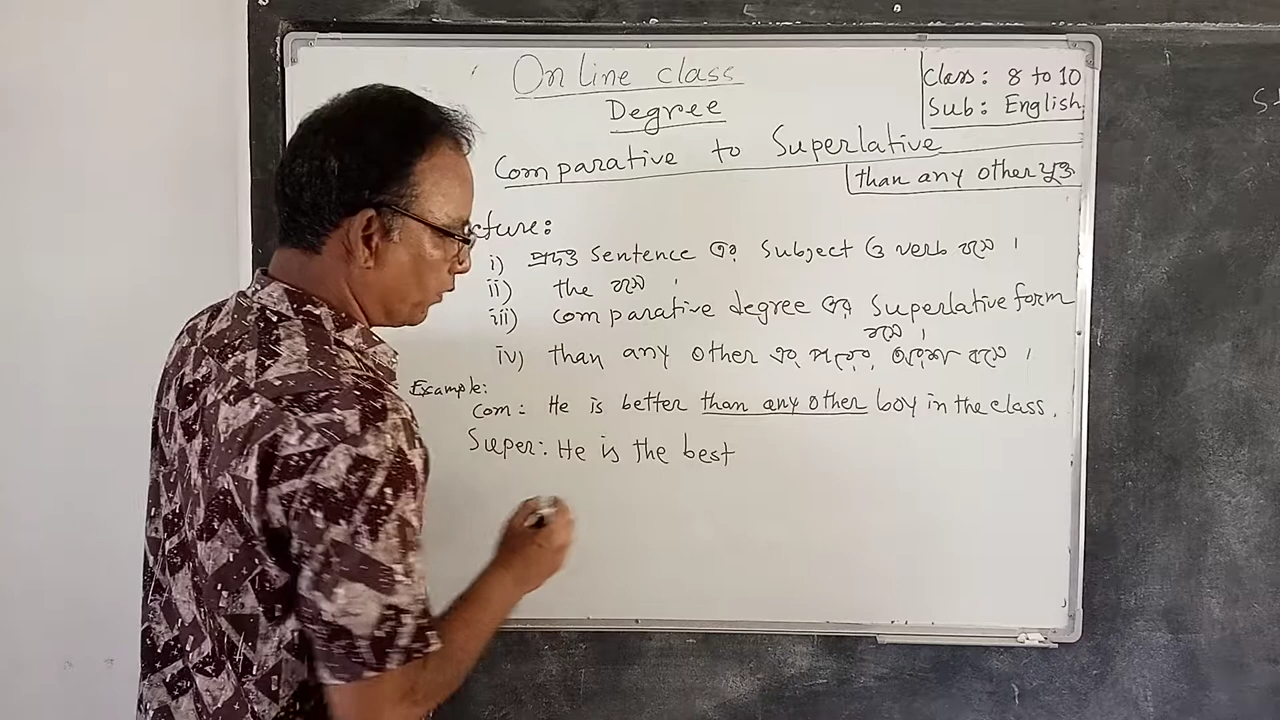 Online class
Class: 8 to 10
Degree
Sub: English
Comparative to Superlative
than any other যুক্ত
cture:
i) প্রদত্ত sentence এর subject ও verb বসে।
ii) the বসে।
iii) comparative degree এর Superlative form
বসে।
iv) than any other এর পরের অংশ বসে।
Example:
Com: He is better than any other boy in the class.
Super: He is the best